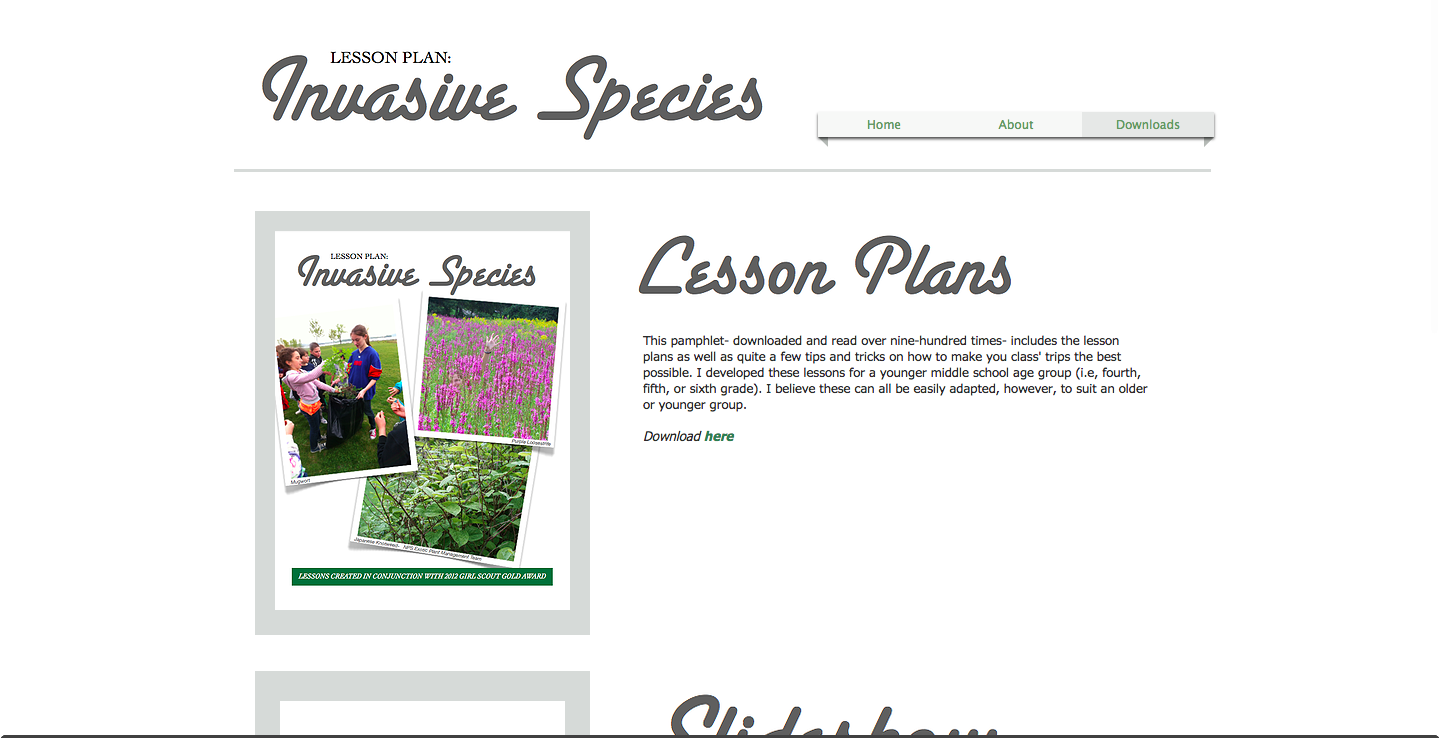 LESSON PLAN:
Invasive Species
Home
About
Downloads
LESSON PLAN:
Invasive Species
Purple Loosestrife
Mugwort
Japanese Knotweed- NPS Exotic Plant Management Team
LESSONS CREATED IN CONJUNCTION WITH 2012 GIRL SCOUT GOLD AWARD
Lesson Plans
This pamphlet- downloaded and read over nine-hundred times- includes the lesson
plans as well as quite a few tips and tricks on how to make you class' trips the best
possible. I developed these lessons for a younger middle school age group (i.e, fourth,
fifth, or sixth grade). I believe these can all be easily adapted, however, to suit an older
or younger group.
Download here
Slideshow